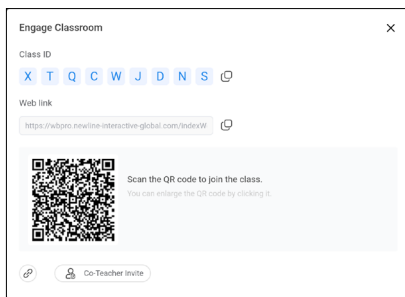 Engage Classroom
Class ID
X T Q C W J D N S
Web link
https://wbpro.newline-interactive-global.com/indexW
Scan the QR code to join the class.
You can enlarge the QR code by clicking it.
Co-Teacher Invite